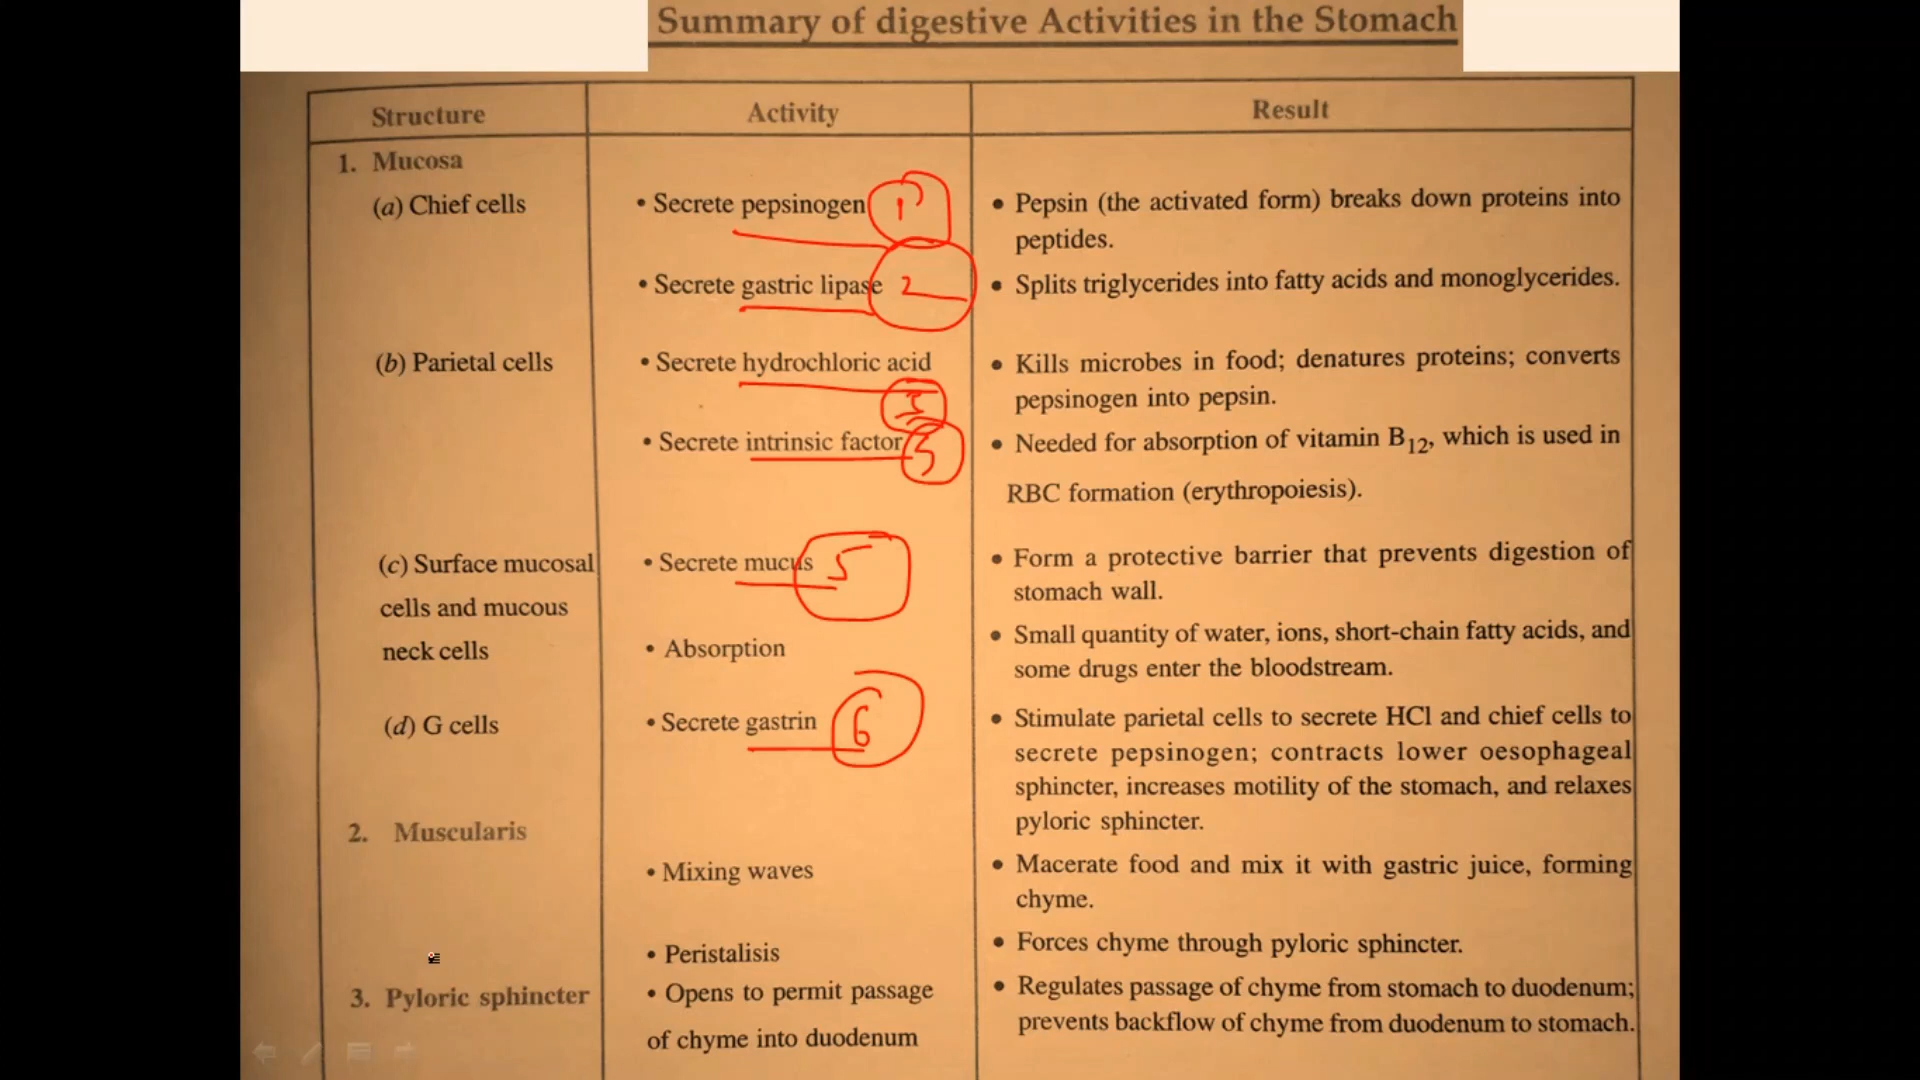 Summary of digestive Activities in the Stomach
Structure Activity Result
1. Mucosa
(a) Chief cells • Secrete pepsinogen 1 • Pepsin (the activated form) breaks down proteins into
peptides.
• Secrete gastric lipase 2 • Splits triglycerides into fatty acids and monoglycerides.
(b) Parietal cells • Secrete hydrochloric acid • Kills microbes in food; denatures proteins; converts
pepsinogen into pepsin.
• Secrete intrinsic factor • Needed for absorption of vitamin B12, which is used in
RBC formation (erythropoiesis).
(c) Surface mucosal • Secrete mucus 5 • Form a protective barrier that prevents digestion of
cells and mucous stomach wall.
neck cells • Absorption • Small quantity of water, ions, short-chain fatty acids, and
some drugs enter the bloodstream.
(d) G cells • Secrete gastrin 6 • Stimulate parietal cells to secrete HCl and chief cells to
secrete pepsinogen; contracts lower oesophageal
sphincter, increases motility of the stomach, and relaxes
pyloric sphincter.
2. Muscularis
• Mixing waves • Macerate food and mix it with gastric juice, forming
chyme.
• Peristalisis • Forces chyme through pyloric sphincter.
3. Pyloric sphincter • Opens to permit passage • Regulates passage of chyme from stomach to duodenum;
of chyme into duodenum prevents backflow of chyme from duodenum to stomach.